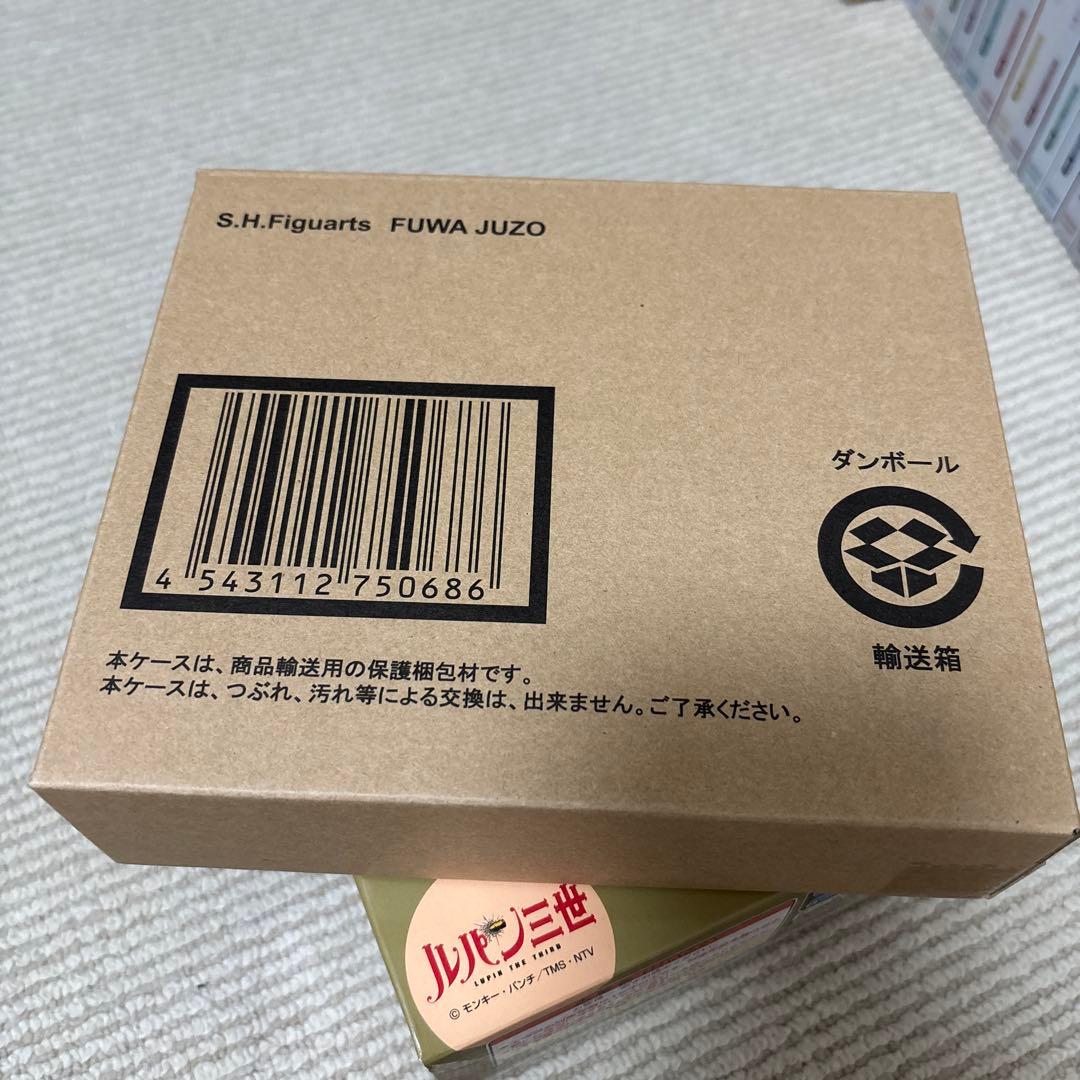 S.H.Figuarts FUWA JUZO
4 543112 750686
ダンボール
輸送箱
本ケースは、商品輸送用の保護梱包材です。
本ケースは、つぶれ、汚れ等による交換は、出来ません。ご了承ください。
ルパン三世
LUPIN THE THIRD
© モンキー・パンチ/TMS・NTV